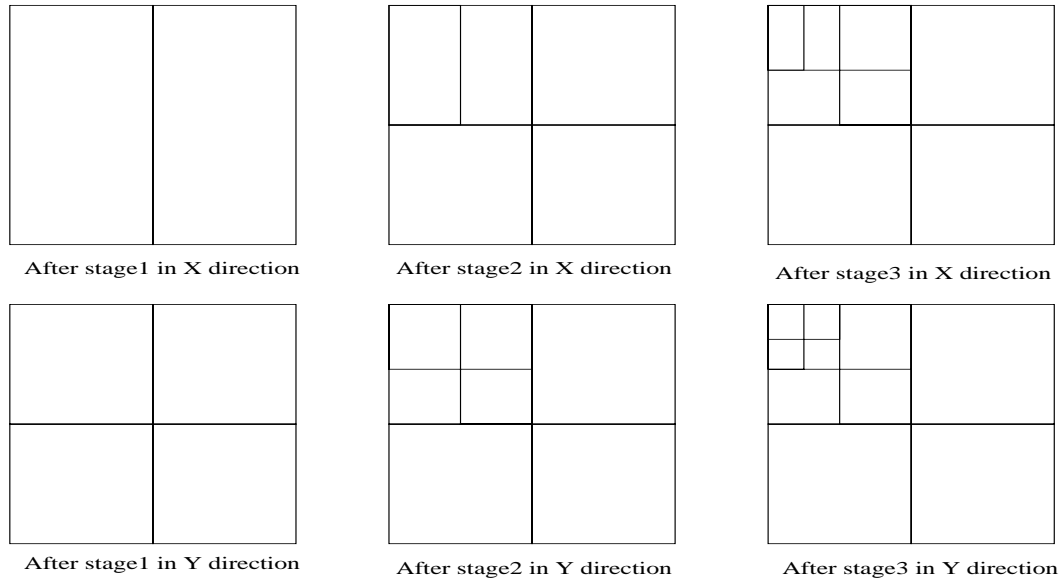 After stage1 in X direction
After stage2 in X direction
After stage3 in X direction
After stage1 in Y direction
After stage2 in Y direction
After stage3 in Y direction